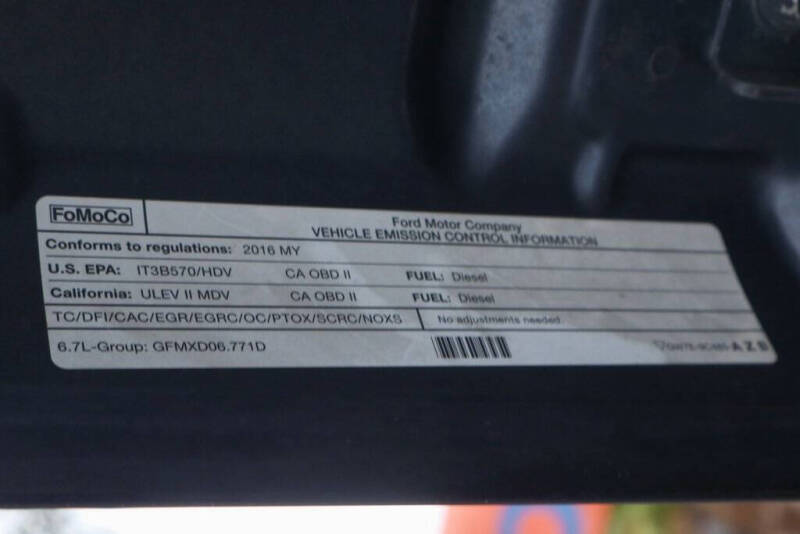 FoMoCo
Ford Motor Company
VEHICLE EMISSION CONTROL INFORMATION
Conforms to regulations: 2016 MY
U.S. EPA: IT3B570/HDV CA OBD II FUEL: Diesel
California: ULEV II MDV CA OBD II FUEL: Diesel
TC/DFI/CAC/EGR/EGRC/OC/PTOX/SCRC/NOXS No adjustments needed
6.7L-Group: GFMXD06.771D